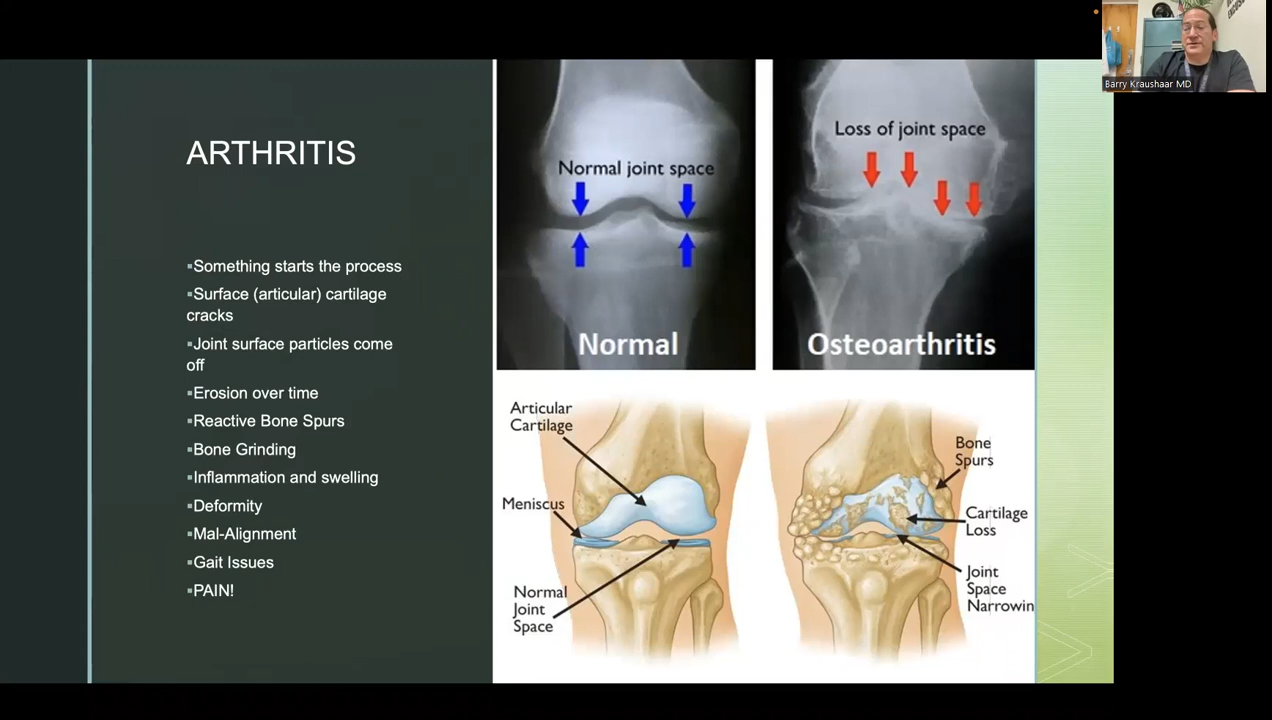 Barry Kraushaar MD
ARTHRITIS
▪Something starts the process
▪Surface (articular) cartilage
cracks
▪Joint surface particles come
off
▪Erosion over time
▪Reactive Bone Spurs
▪Bone Grinding
▪Inflammation and swelling
▪Deformity
▪Mal-Alignment
▪Gait Issues
▪PAIN!
Normal joint space
Normal
Loss of joint space
Osteoarthritis
Articular
Cartilage
Meniscus
Normal
Joint
Space
Bone
Spurs
Cartilage
Loss
Joint
Space
Narrowin